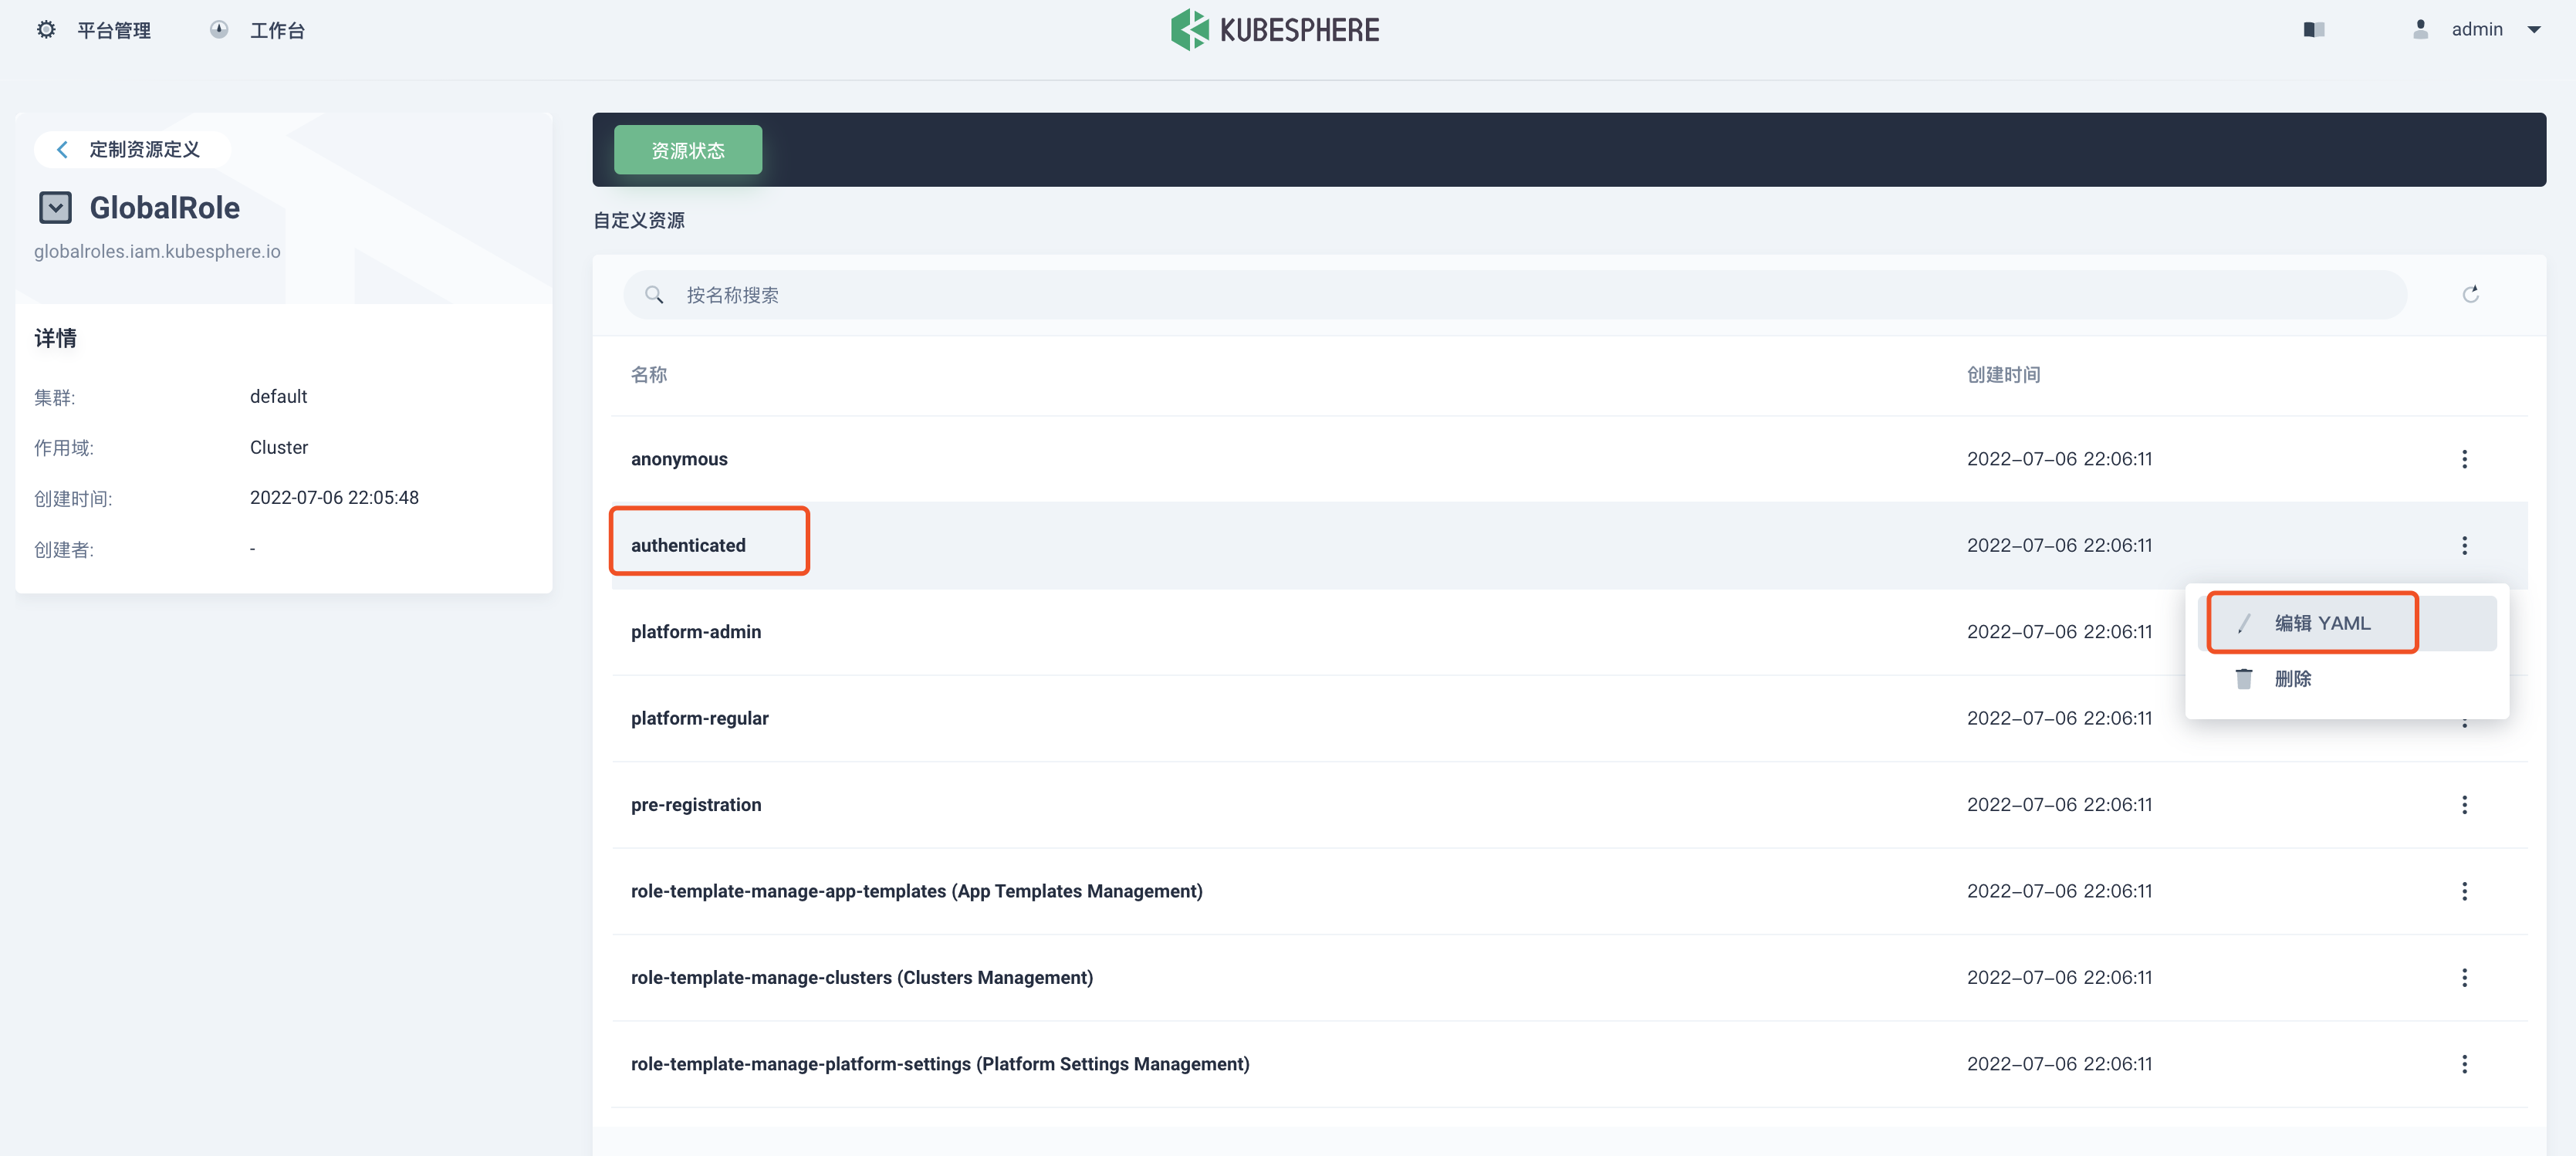 平台管理
工作台
KUBESPHERE
admin
定制资源定义
GlobalRole
globalroles.iam.kubesphere.io
详情
集群: default
作用域: Cluster
创建时间: 2022-07-06 22:05:48
创建者: -
资源状态
自定义资源
按名称搜索
名称 创建时间
anonymous 2022-07-06 22:06:11
authenticated 2022-07-06 22:06:11
编辑 YAML
删除
platform-admin 2022-07-06 22:06:11
platform-regular 2022-07-06 22:06:11
pre-registration 2022-07-06 22:06:11
role-template-manage-app-templates (App Templates Management) 2022-07-06 22:06:11
role-template-manage-clusters (Clusters Management) 2022-07-06 22:06:11
role-template-manage-platform-settings (Platform Settings Management) 2022-07-06 22:06:11